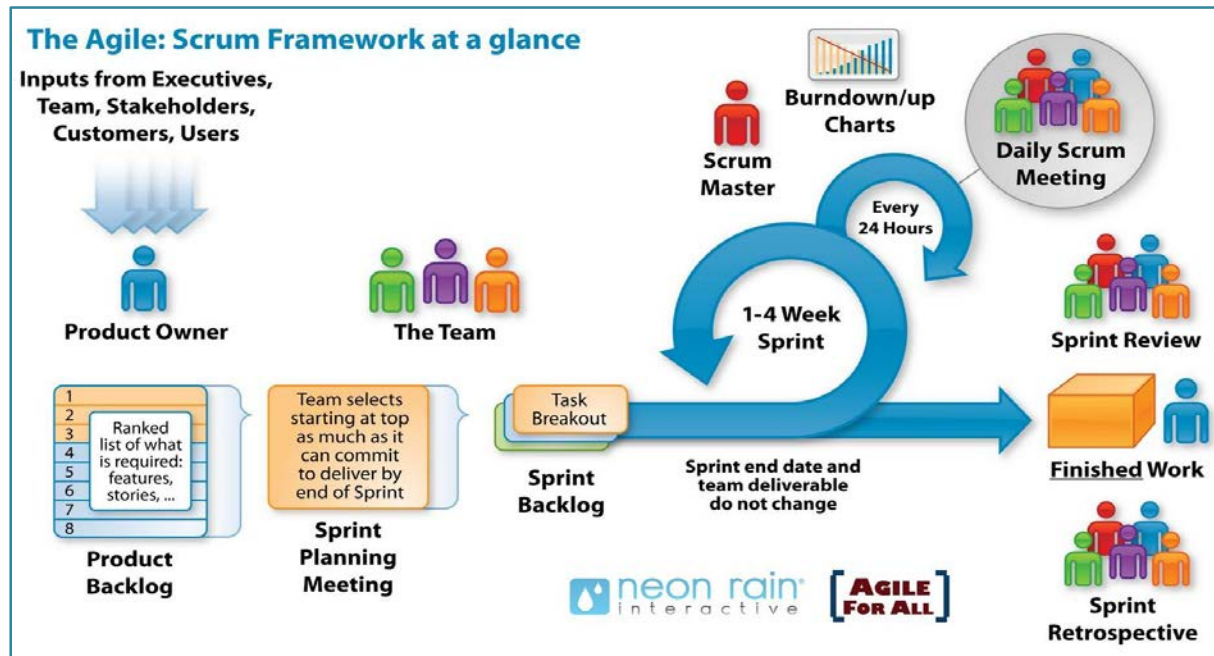 The Agile: Scrum Framework at a glance
Inputs from Executives,
Team, Stakeholders,
Customers, Users
Product Owner
The Team
Scrum
Master
Burndown/up
Charts
Daily Scrum
Meeting
Every
24 Hours
1-4 Week
Sprint
Sprint Review
1
2
3
4
5
6
7
8
Ranked
list of what
is required:
features,
stories, ...
Product
Backlog
Team selects
starting at top
as much as it
can commit
to deliver by
end of Sprint
Sprint
Planning
Meeting
Task
Breakout
Sprint
Backlog
Sprint end date and
team deliverable
do not change
Finished Work
Sprint
Retrospective
neon rain®
interactive
AGILE
FOR ALL